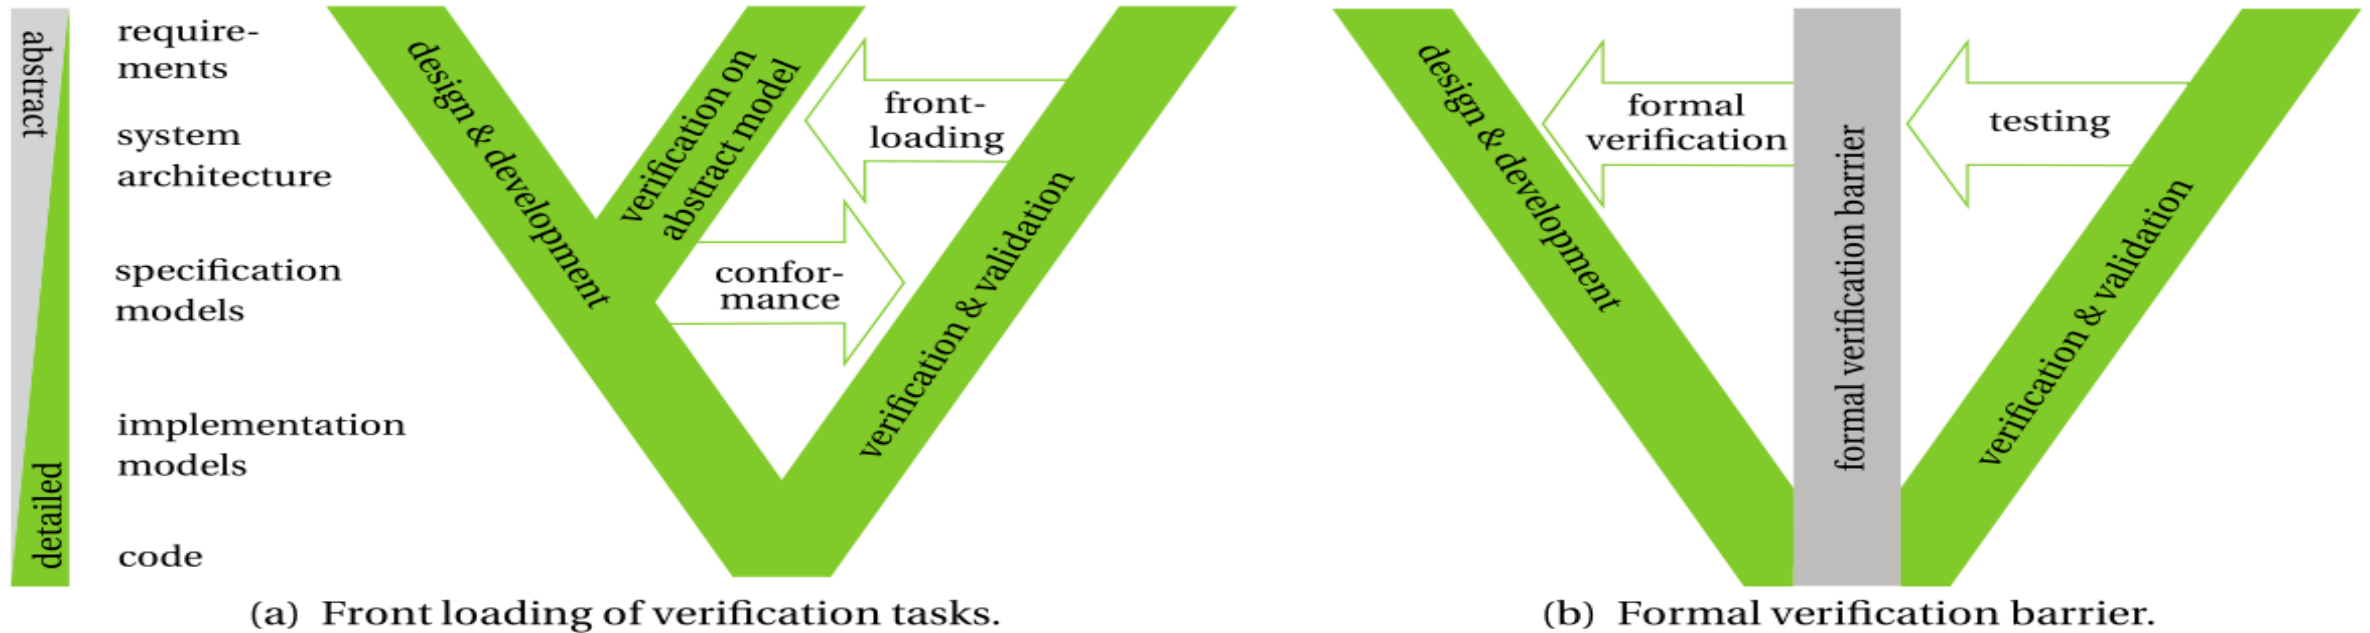 abstract
detailed
require-
ments
system
architecture
specification
models
implementation
models
code
design & development
verification on
abstract model
front-
loading
confor-
mance
verification & validation
(a) Front loading of verification tasks.
design & development
formal
verification
formal verification barrier
testing
verification & validation
(b) Formal verification barrier.